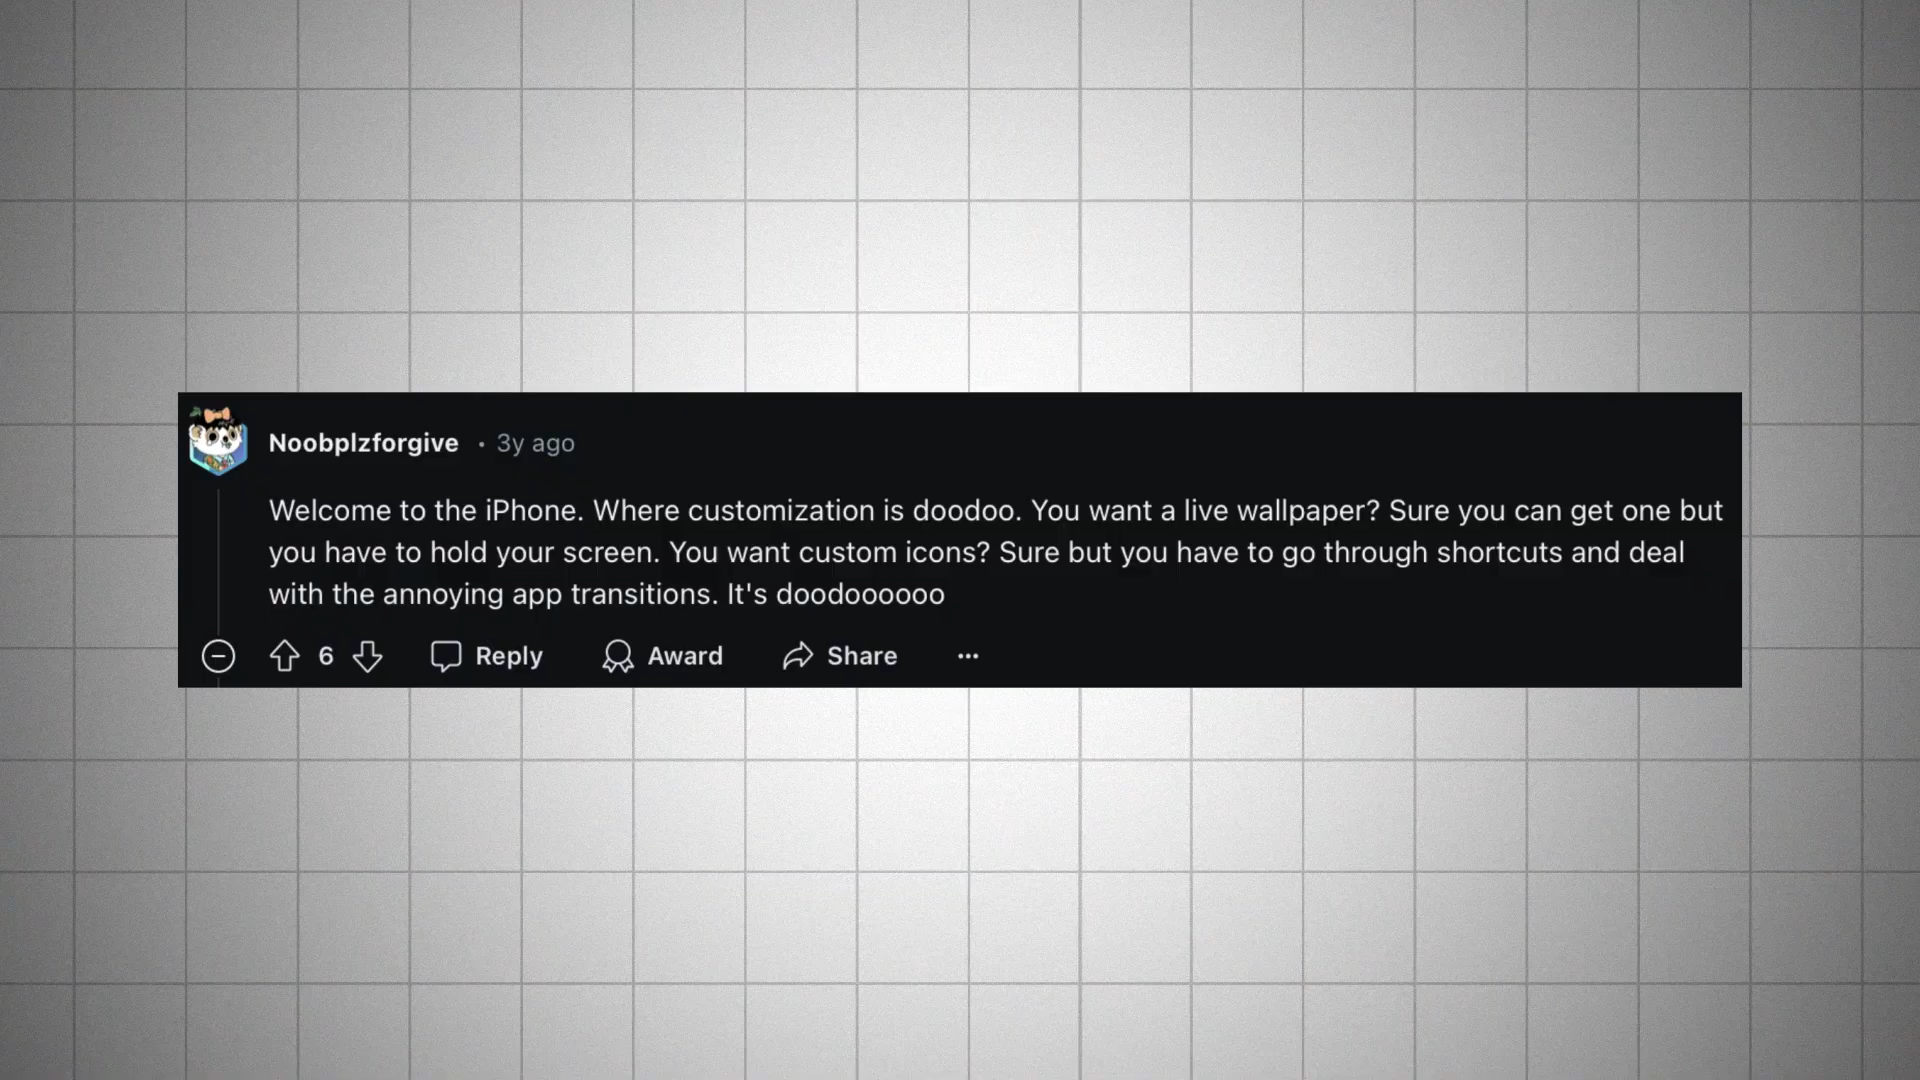 Noobplzforgive • 3y ago
Welcome to the iPhone. Where customization is doodoo. You want a live wallpaper? Sure you can get one but
you have to hold your screen. You want custom icons? Sure but you have to go through shortcuts and deal
with the annoying app transitions. It's doodoooooo
6 Reply Award Share ...